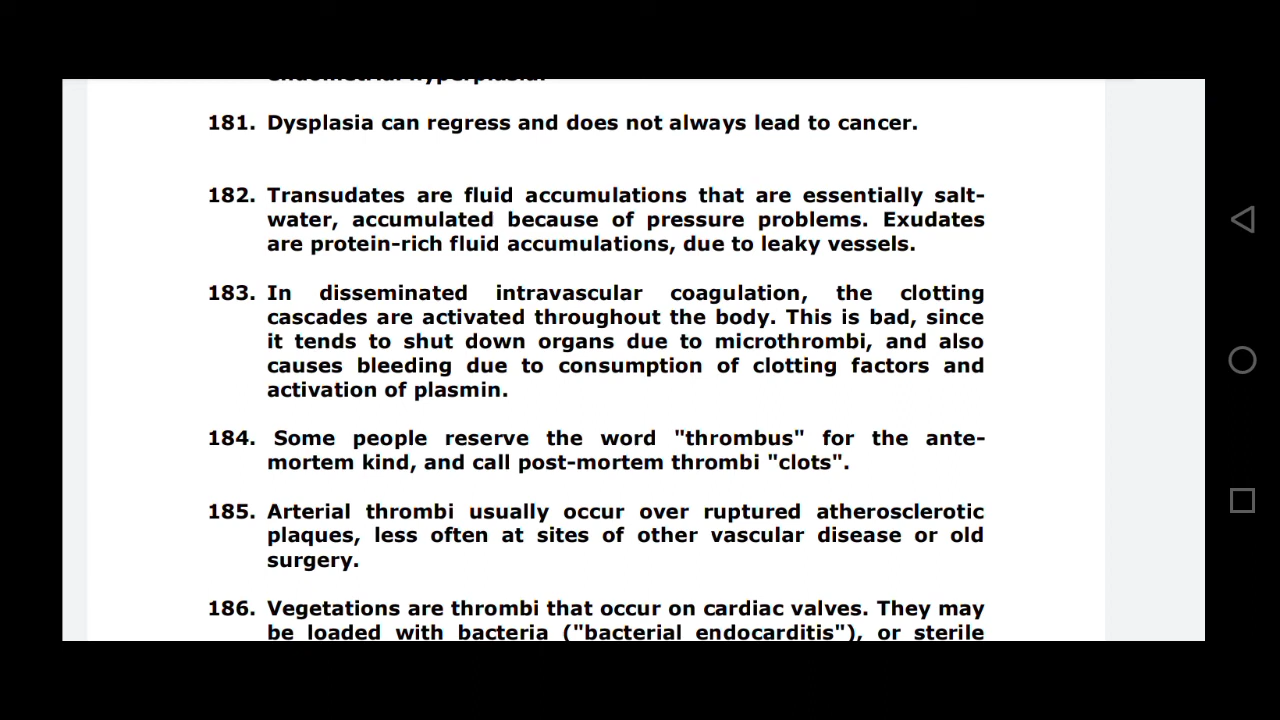 endometrial hyperplasia.
181. Dysplasia can regress and does not always lead to cancer.
182. Transudates are fluid accumulations that are essentially salt-
water, accumulated because of pressure problems. Exudates
are protein-rich fluid accumulations, due to leaky vessels.
183. In disseminated intravascular coagulation, the clotting
cascades are activated throughout the body. This is bad, since
it tends to shut down organs due to microthrombi, and also
causes bleeding due to consumption of clotting factors and
activation of plasmin.
184. Some people reserve the word "thrombus" for the ante-
mortem kind, and call post-mortem thrombi "clots".
185. Arterial thrombi usually occur over ruptured atherosclerotic
plaques, less often at sites of other vascular disease or old
surgery.
186. Vegetations are thrombi that occur on cardiac valves. They may
be loaded with bacteria ("bacterial endocarditis"), or sterile